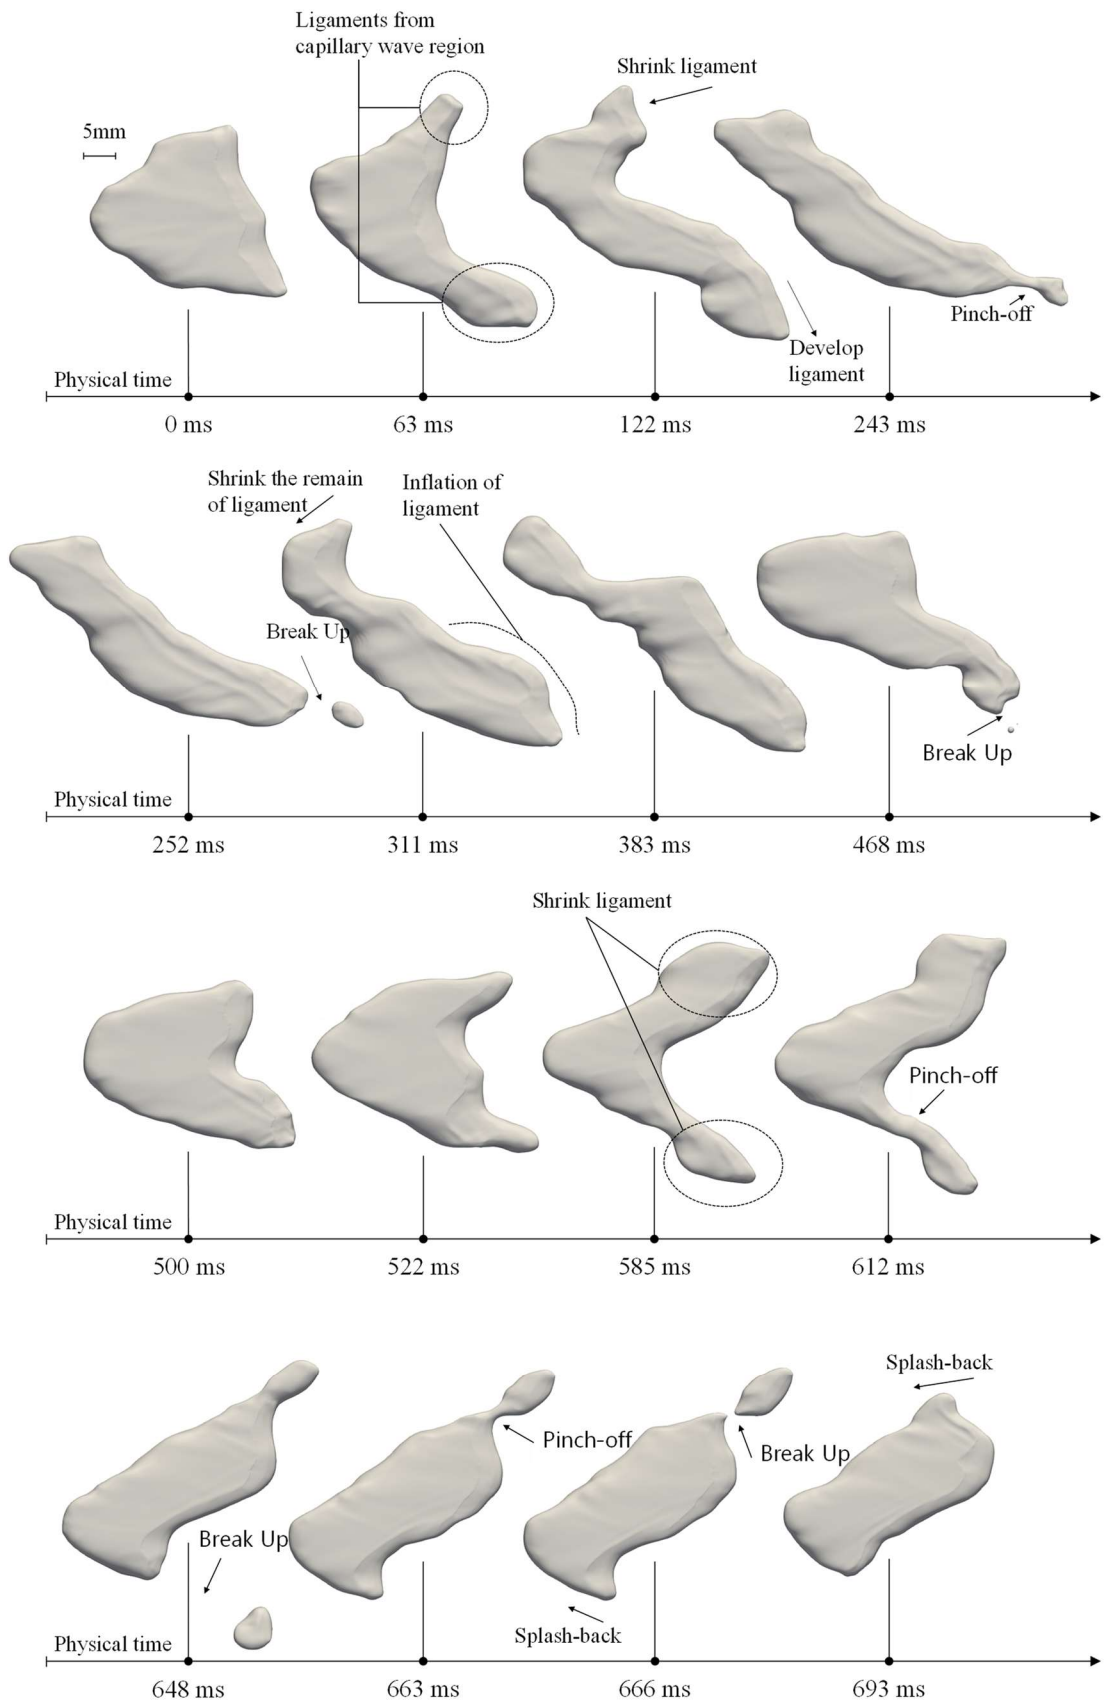 Ligaments from
capillary wave region
Shrink ligament
5mm
Pinch-off
Develop
ligament
Physical time
0 ms
63 ms
122 ms
243 ms
Shrink the remain
of ligament
Inflation of
ligament
Break Up
Break Up
Physical time
252 ms
311 ms
383 ms
468 ms
Shrink ligament
Pinch-off
Physical time
500 ms
522 ms
585 ms
612 ms
Splash-back
Pinch-off
Break Up
Break Up
Splash-back
Physical time
648 ms
663 ms
666 ms
693 ms